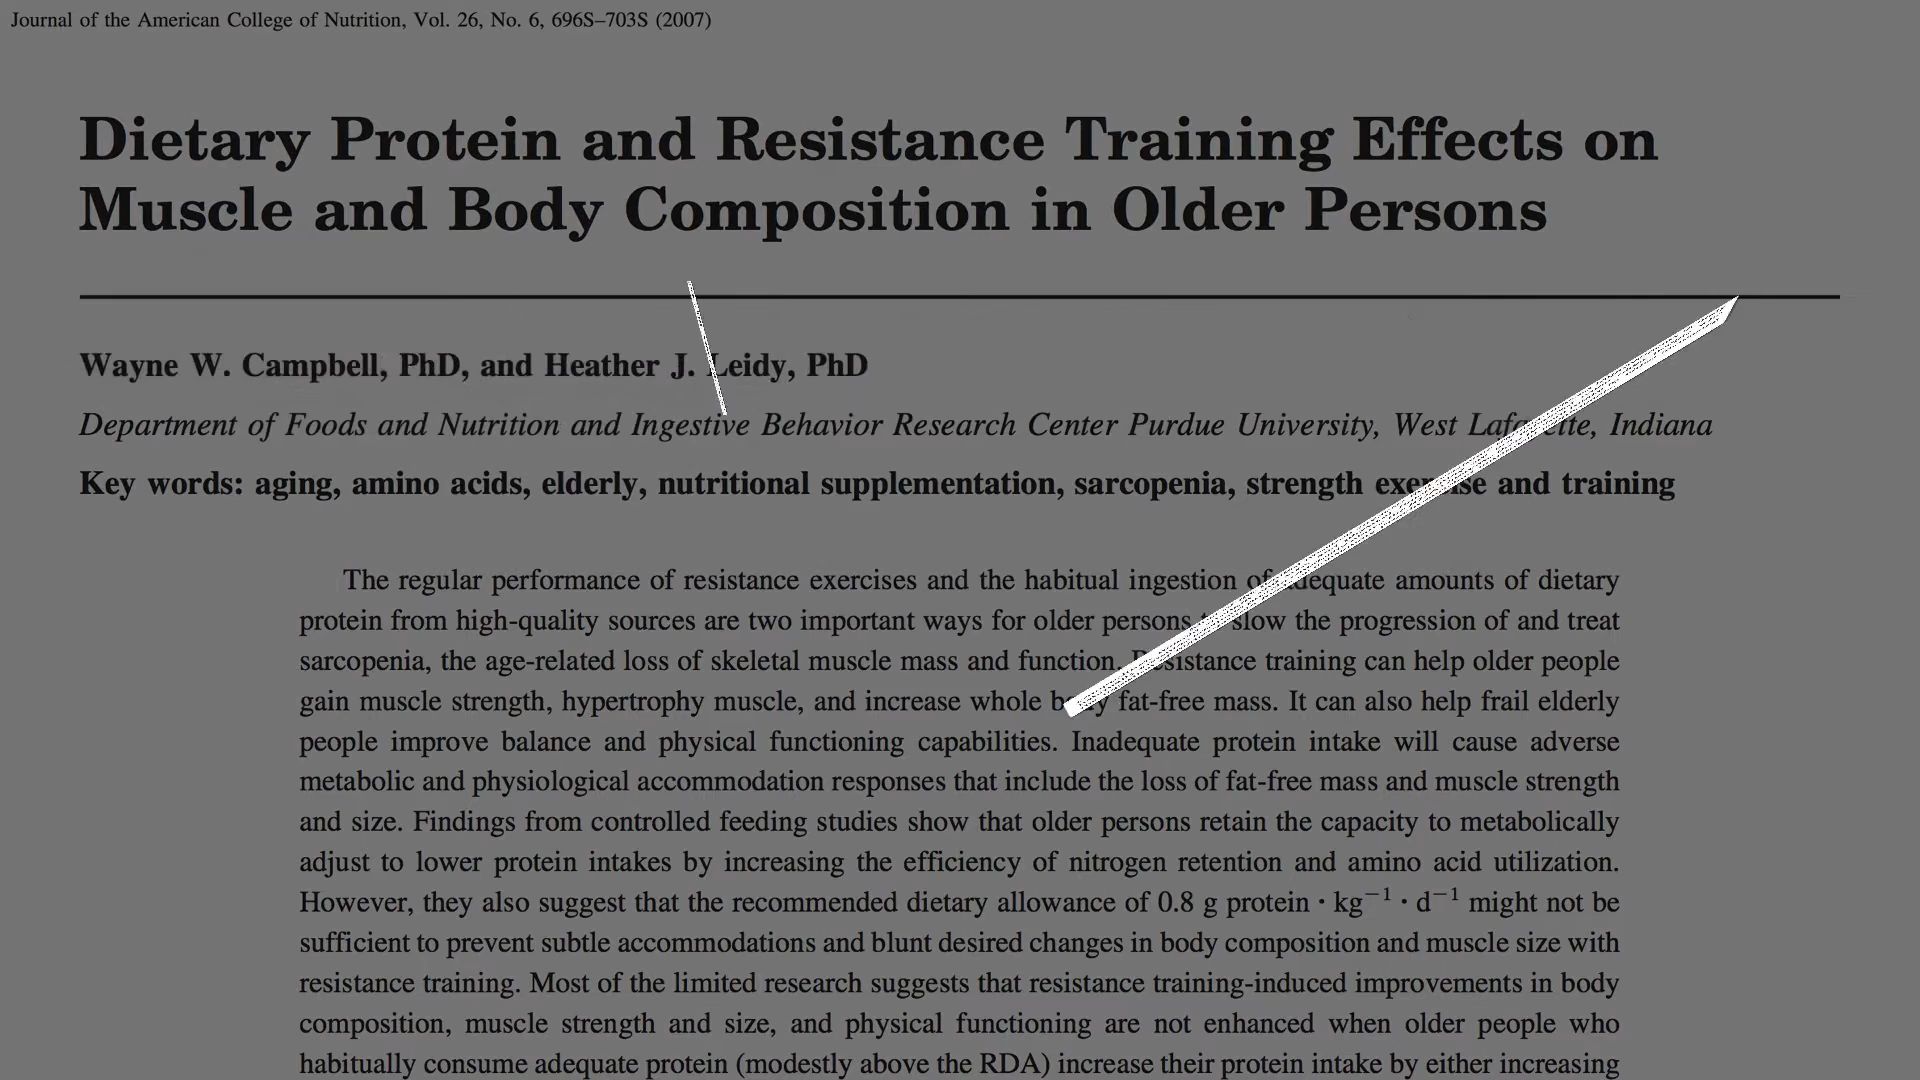 Journal of the American College of Nutrition, Vol. 26, No. 6, 696S–703S (2007)
Dietary Protein and Resistance Training Effects on
Muscle and Body Composition in Older Persons
Wayne W. Campbell, PhD, and Heather J. Leidy, PhD
Department of Foods and Nutrition and Ingestive Behavior Research Center Purdue University, West Lafayette, Indiana
Key words: aging, amino acids, elderly, nutritional supplementation, sarcopenia, strength exercise and training
The regular performance of resistance exercises and the habitual ingestion of adequate amounts of dietary
protein from high-quality sources are two important ways for older persons to slow the progression of and treat
sarcopenia, the age-related loss of skeletal muscle mass and function. Resistance training can help older people
gain muscle strength, hypertrophy muscle, and increase whole body fat-free mass. It can also help frail elderly
people improve balance and physical functioning capabilities. Inadequate protein intake will cause adverse
metabolic and physiological accommodation responses that include the loss of fat-free mass and muscle strength
and size. Findings from controlled feeding studies show that older persons retain the capacity to metabolically
adjust to lower protein intakes by increasing the efficiency of nitrogen retention and amino acid utilization.
However, they also suggest that the recommended dietary allowance of 0.8 g protein · kg⁻¹ · d⁻¹ might not be
sufficient to prevent subtle accommodations and blunt desired changes in body composition and muscle size with
resistance training. Most of the limited research suggests that resistance training-induced improvements in body
composition, muscle strength and size, and physical functioning are not enhanced when older people who
habitually consume adequate protein (modestly above the RDA) increase their protein intake by either increasing